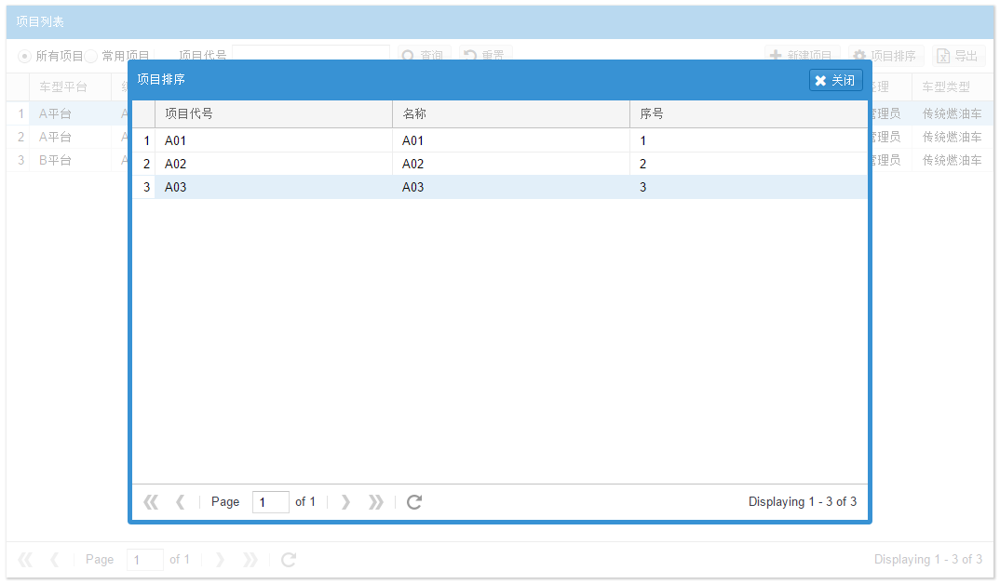 项目列表
所有项目 常用项目 项目代号 查询 重置 新建项目 项目排序 导出
项目排序 关闭
车型平台 车型类型
项目代号 名称 序号
1 A平台 管理员 传统燃油车
2 A平台 管理员 传统燃油车
3 B平台 管理员 传统燃油车
1 A01 A01 1
2 A02 A02 2
3 A03 A03 3
Page 1 of 1 Displaying 1 - 3 of 3
Page 1 of 1 Displaying 1 - 3 of 3